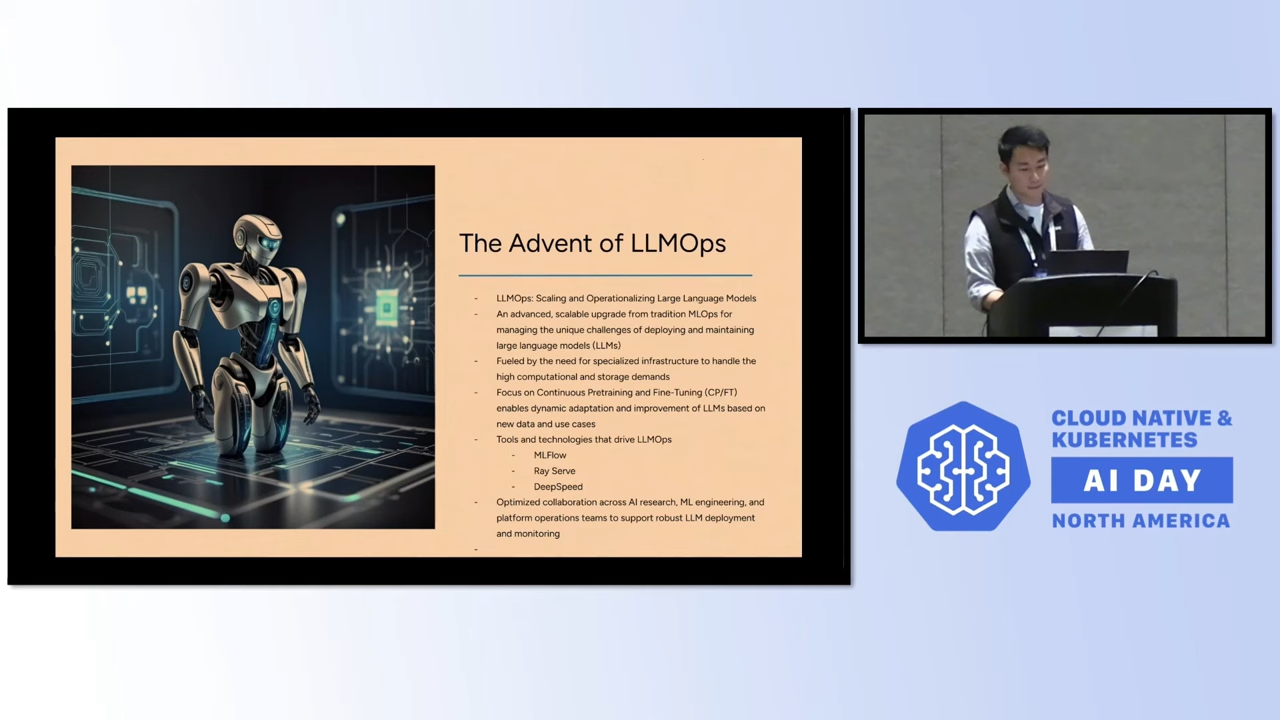 The Advent of LLMOps
- LLMOps: Scaling and Operationalizing Large Language Models
- An advanced, scalable upgrade from tradition MLOps for
managing the unique challenges of deploying and maintaining
large language models (LLMs)
- Fueled by the need for specialized infrastructure to handle the
high computational and storage demands
- Focus on Continuous Pretraining and Fine-Tuning (CP/FT)
enables dynamic adaptation and improvement of LLMs based on
new data and use cases
- Tools and technologies that drive LLMOps
- MLFlow
- Ray Serve
- DeepSpeed
- Optimized collaboration across AI research, ML engineering, and
platform operations teams to support robust LLM deployment
and monitoring
-
CLOUD NATIVE &
KUBERNETES
AI DAY
NORTH AMERICA